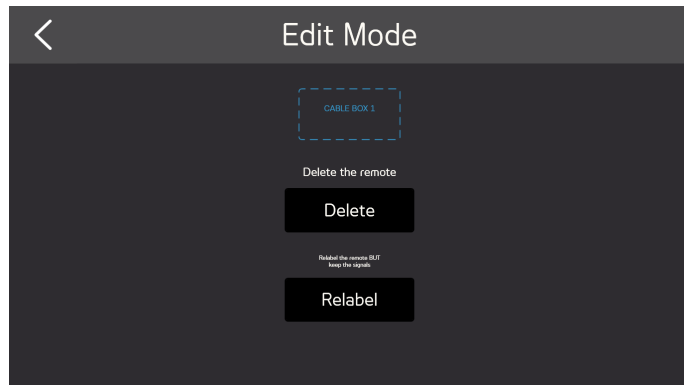 Edit Mode
CABLE BOX 1
Delete the remote
Delete
Relabel the remote BUT
keep the signals
Relabel